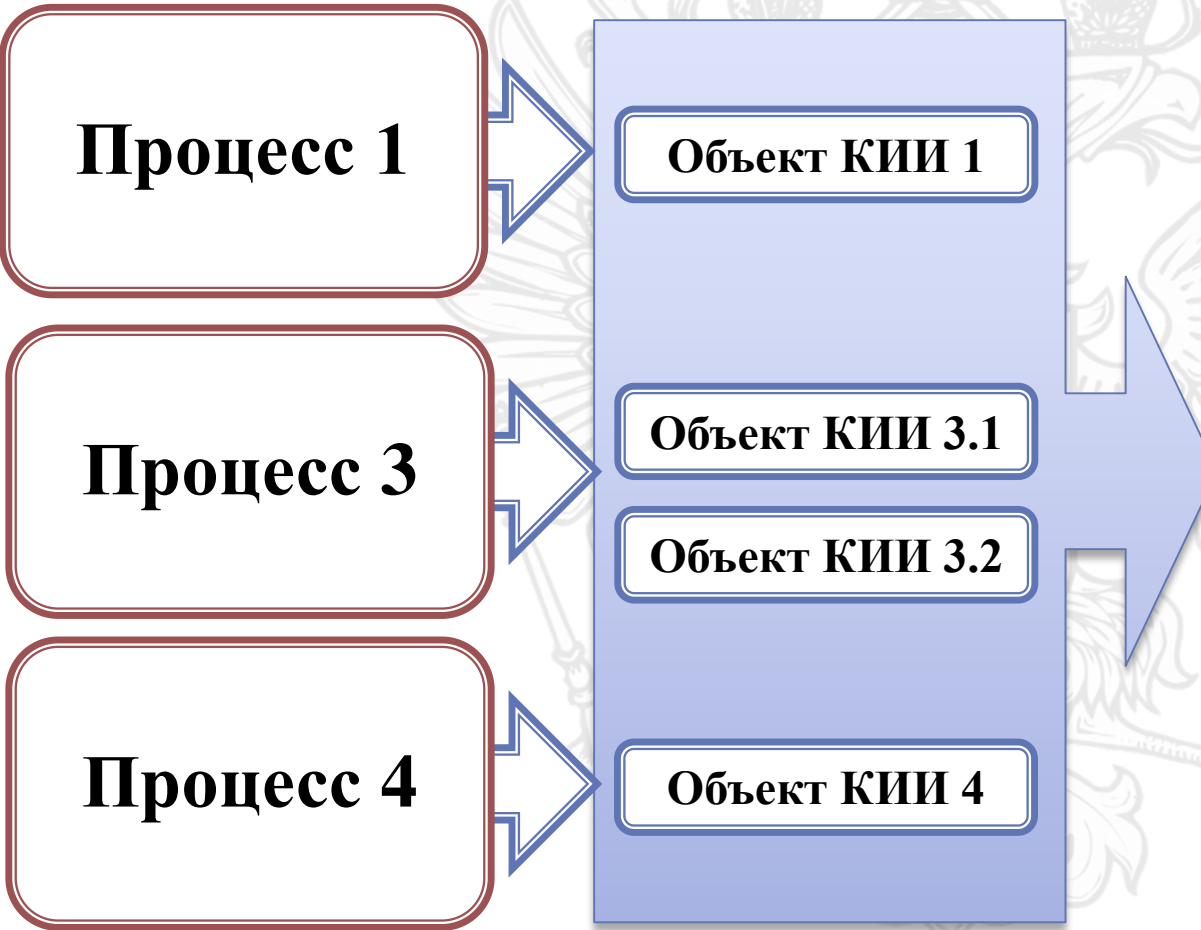 Процесс 1
Объект КИИ 1
Процесс 3
Объект КИИ 3.1
Объект КИИ 3.2
Процесс 4
Объект КИИ 4